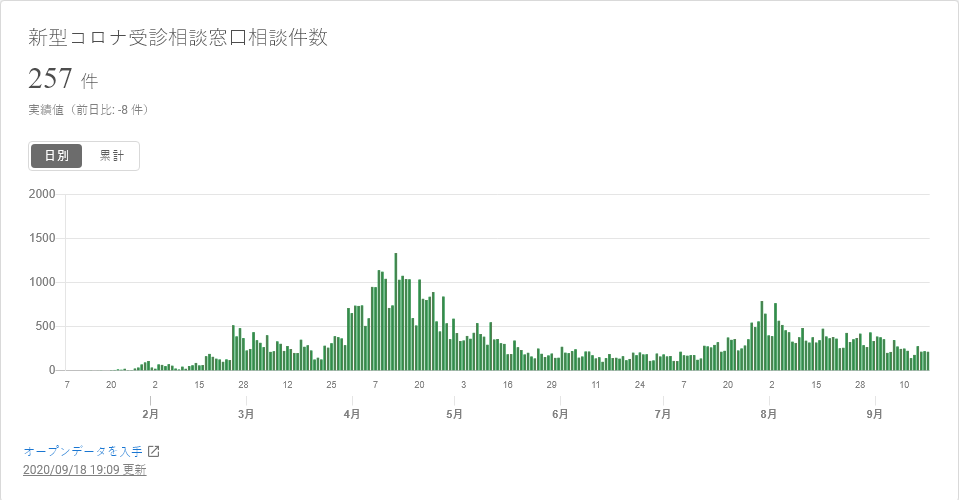 新型コロナ受診相談窓口相談件数
257 件
実績値（前日比: -8 件）
日別 累計
2000
1500
1000
500
0
7 20 2 15 28 12 25 7 20 3 16 29 11 24 7 20 2 15 28 10
2月 3月 4月 5月 6月 7月 8月 9月
オープンデータを入手
2020/09/18 19:09 更新